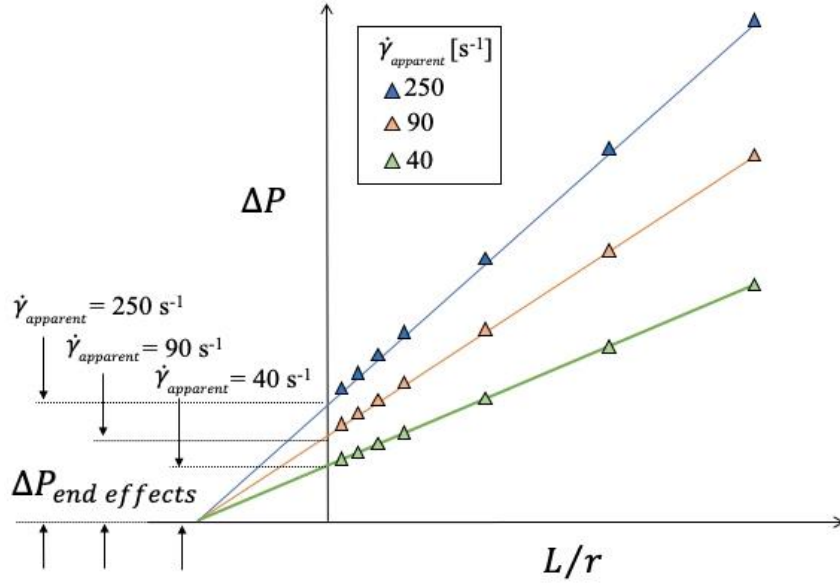 γ̇apparent [s-1]
250
90
40
ΔP
γ̇apparent = 250 s-1
γ̇apparent = 90 s-1
γ̇apparent = 40 s-1
ΔPend effects
L/r